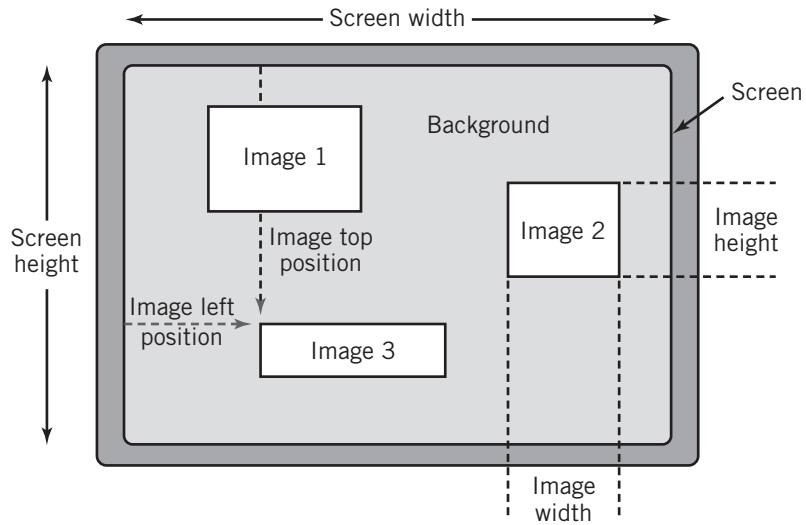 Screen width
Screen
Background
Image 1
Image 2
Image
height
Screen
height
Image top
position
Image left
position
Image 3
Image
width